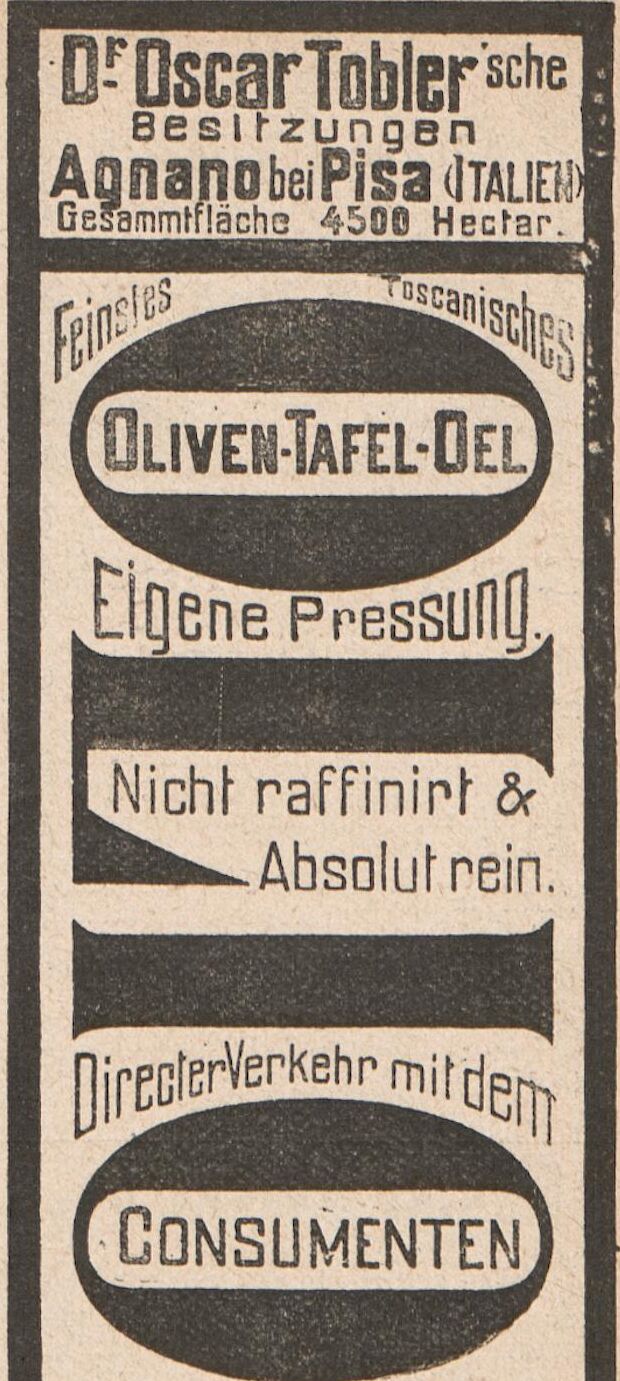 Dr Oscar Tobler'sche
Besitzungen
Agnano bei Pisa (ITALIEN)
Gesammtfläche 4500 Hectar.
Feinstes Toscanisches
OLIVEN-TAFEL-OEL
Eigene Pressung.
Nicht raffinirt &
Absolut rein.
Directer Verkehr mit dem
CONSUMENTEN